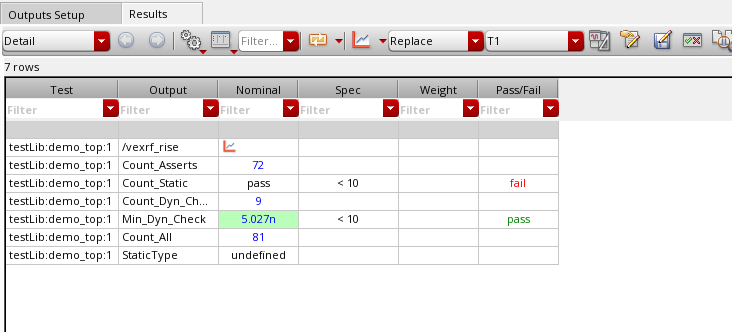 Outputs Setup Results
Detail Filter... Replace T1
7 rows
Test Output Nominal Spec Weight Pass/Fail
Filter Filter Filter Filter Filter Filter
testLib:demo_top:1 /vexrf_rise
testLib:demo_top:1 Count_Asserts 72
testLib:demo_top:1 Count_Static pass < 10 fail
testLib:demo_top:1 Count_Dyn_Ch... 9
testLib:demo_top:1 Min_Dyn_Check 5.027n < 10 pass
testLib:demo_top:1 Count_All 81
testLib:demo_top:1 StaticType undefined